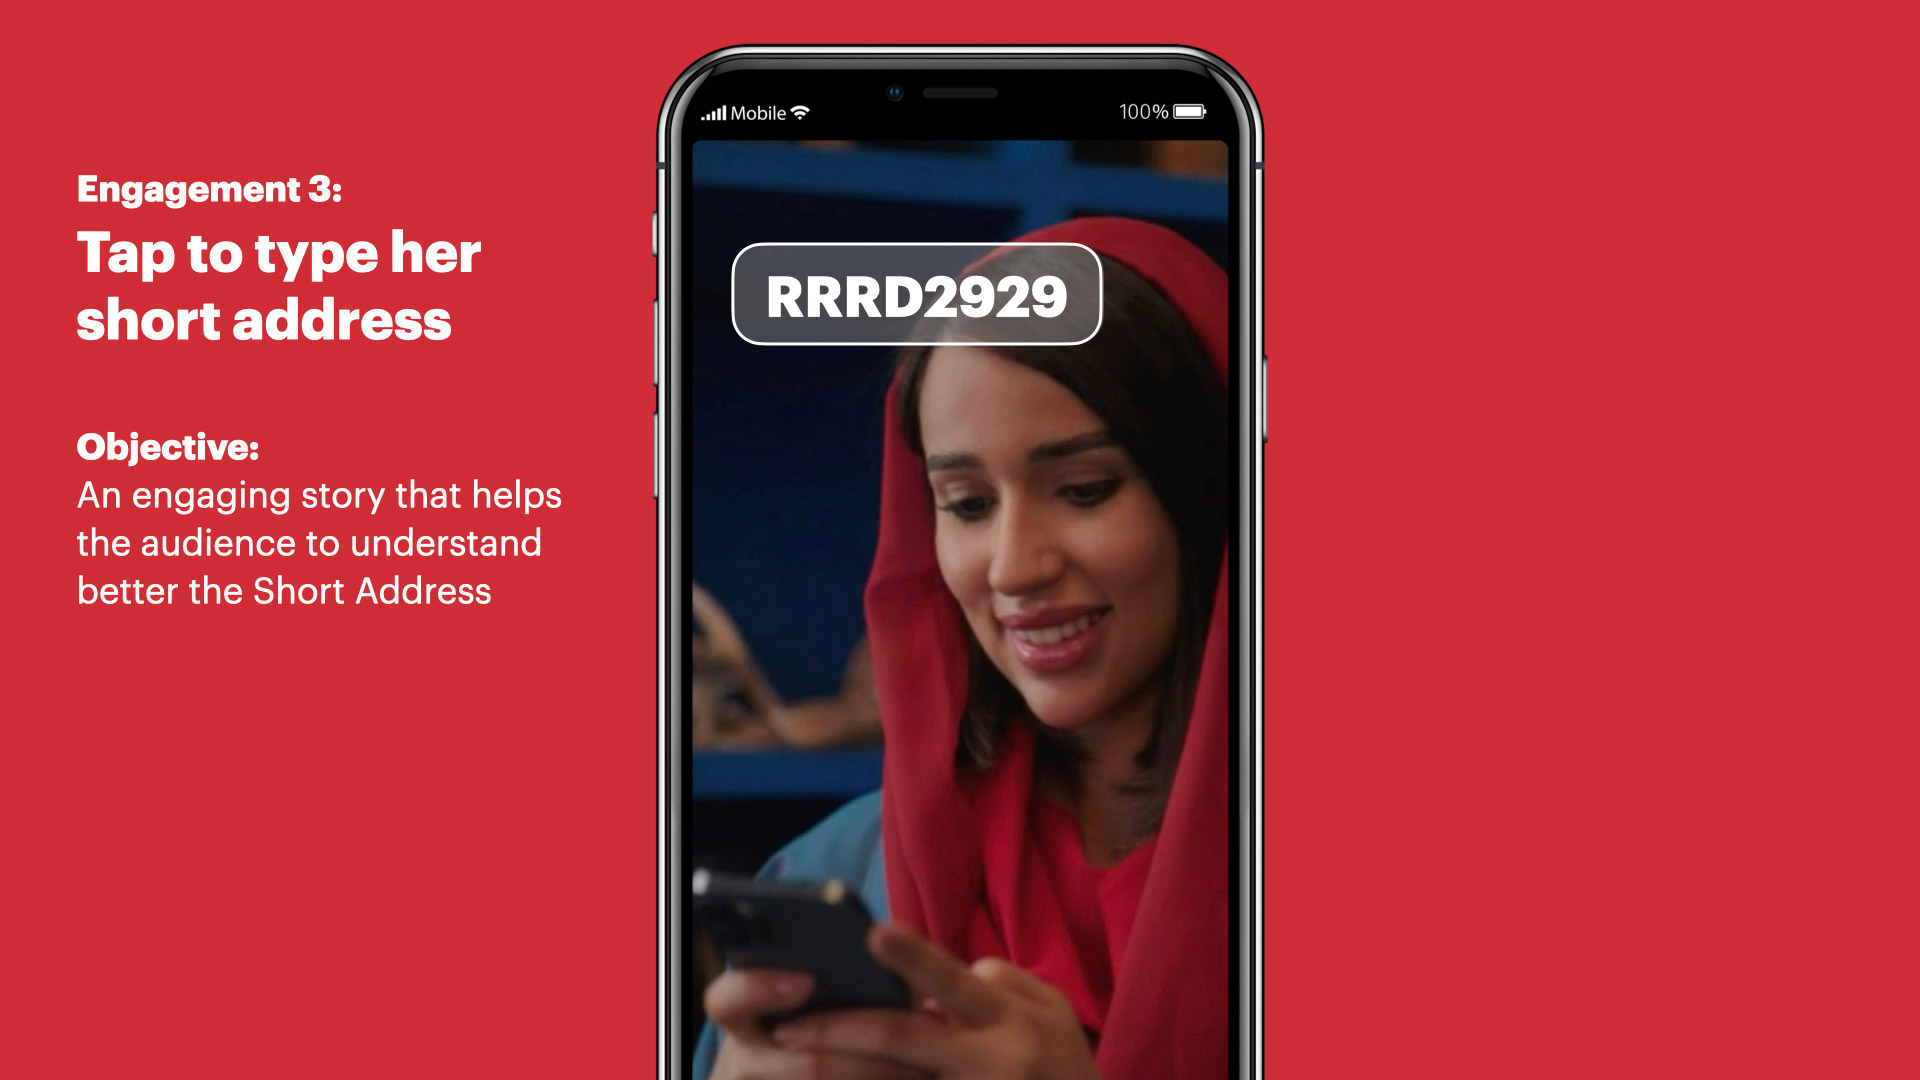 Engagement 3:
Tap to type her
short address
Objective:
An engaging story that helps
the audience to understand
better the Short Address
Mobile
100%
RRRD2929